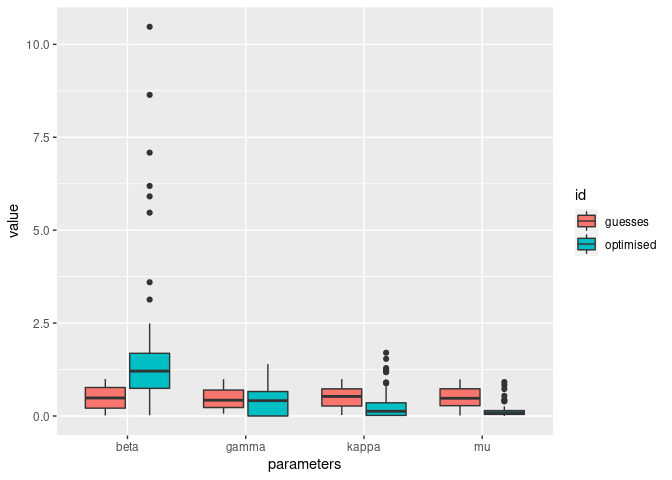 10.0
7.5
5.0
2.5
0.0
value
beta
gamma
kappa
mu
parameters
id
guesses
optimised